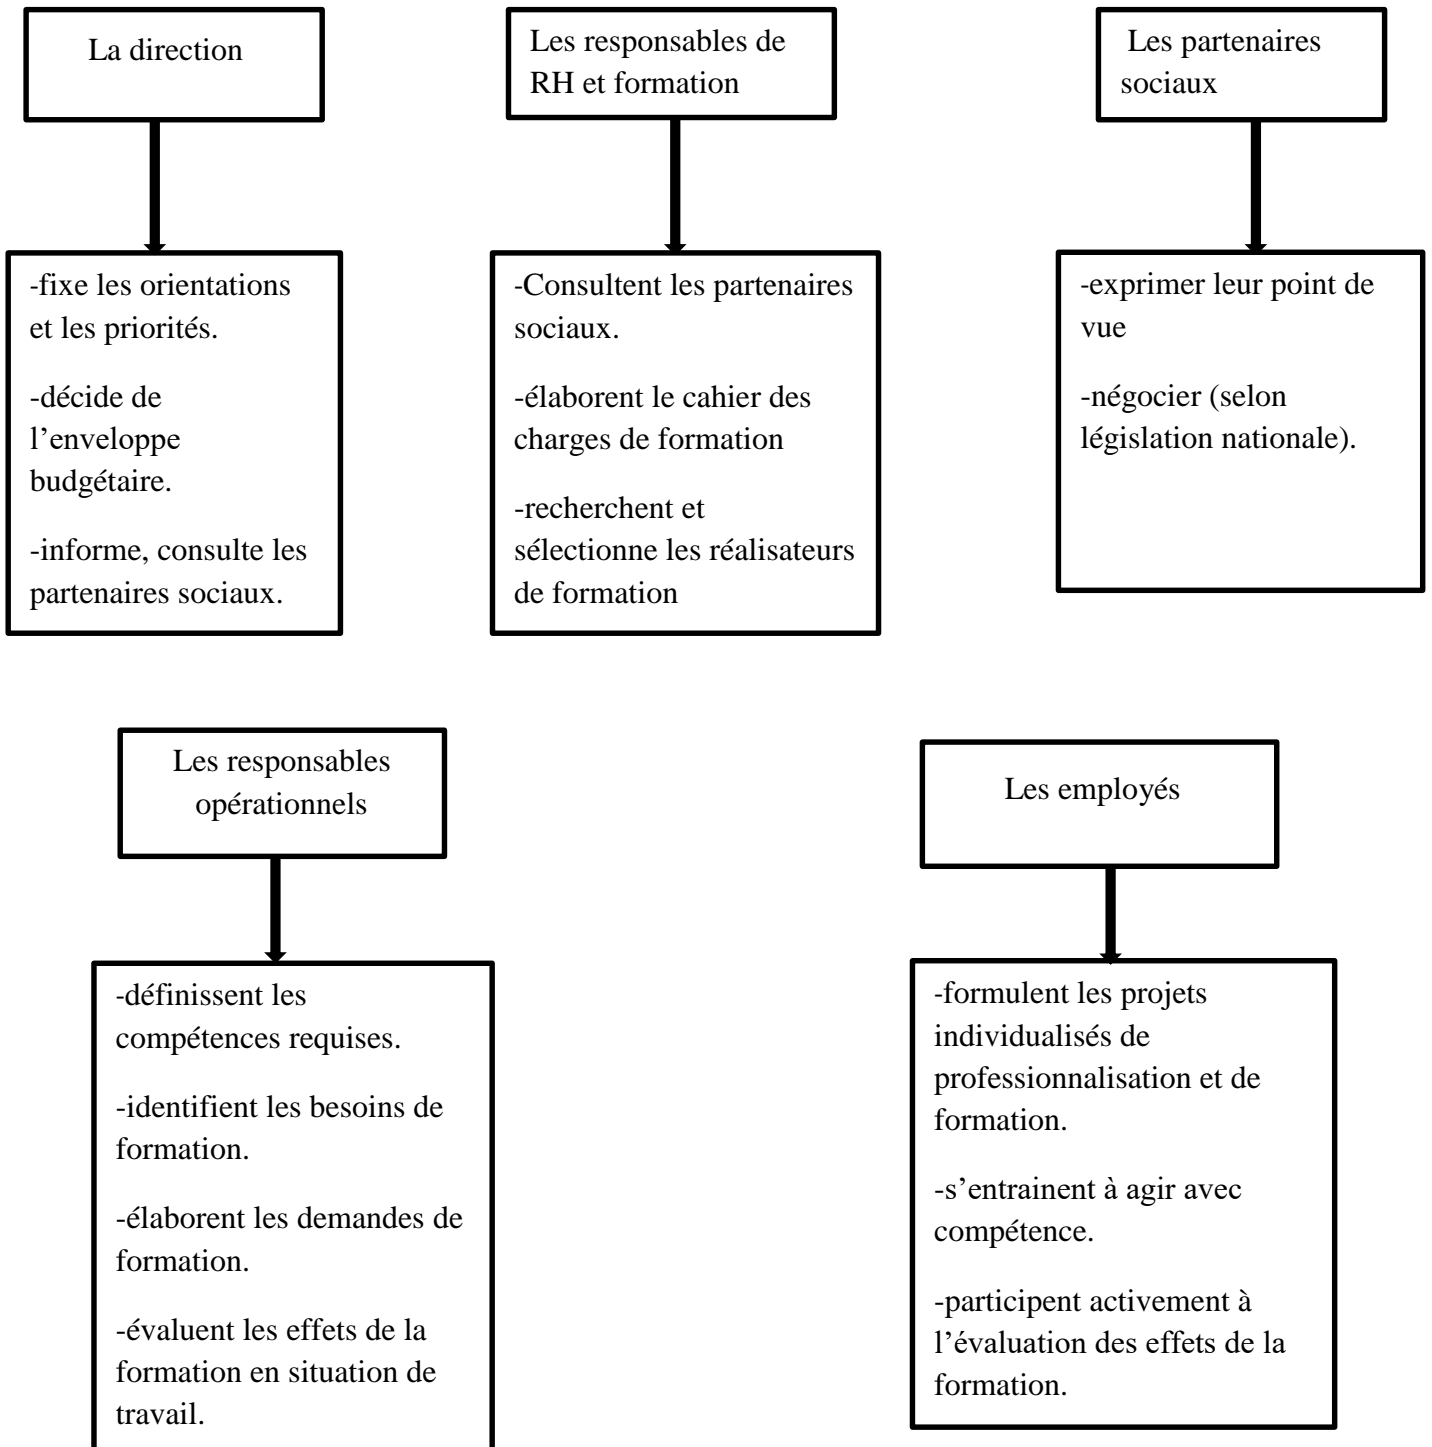 La direction
Les responsables de
RH et formation
Les partenaires
sociaux
-fixe les orientations
et les priorités.
-décide de
l’enveloppe
budgétaire.
-informe, consulte les
partenaires sociaux.
-Consultent les partenaires
sociaux.
-élaborent le cahier des
charges de formation
-recherchent et
sélectionne les réalisateurs
de formation
-exprimer leur point de
vue
-négocier (selon
législation nationale).
Les responsables
opérationnels
Les employés
-définissent les
compétences requises.
-identifient les besoins de
formation.
-élaborent les demandes de
formation.
-évaluent les effets de la
formation en situation de
travail.
-formulent les projets
individualisés de
professionnalisation et de
formation.
-s’entrainent à agir avec
compétence.
-participent activement à
l’évaluation des effets de la
formation.